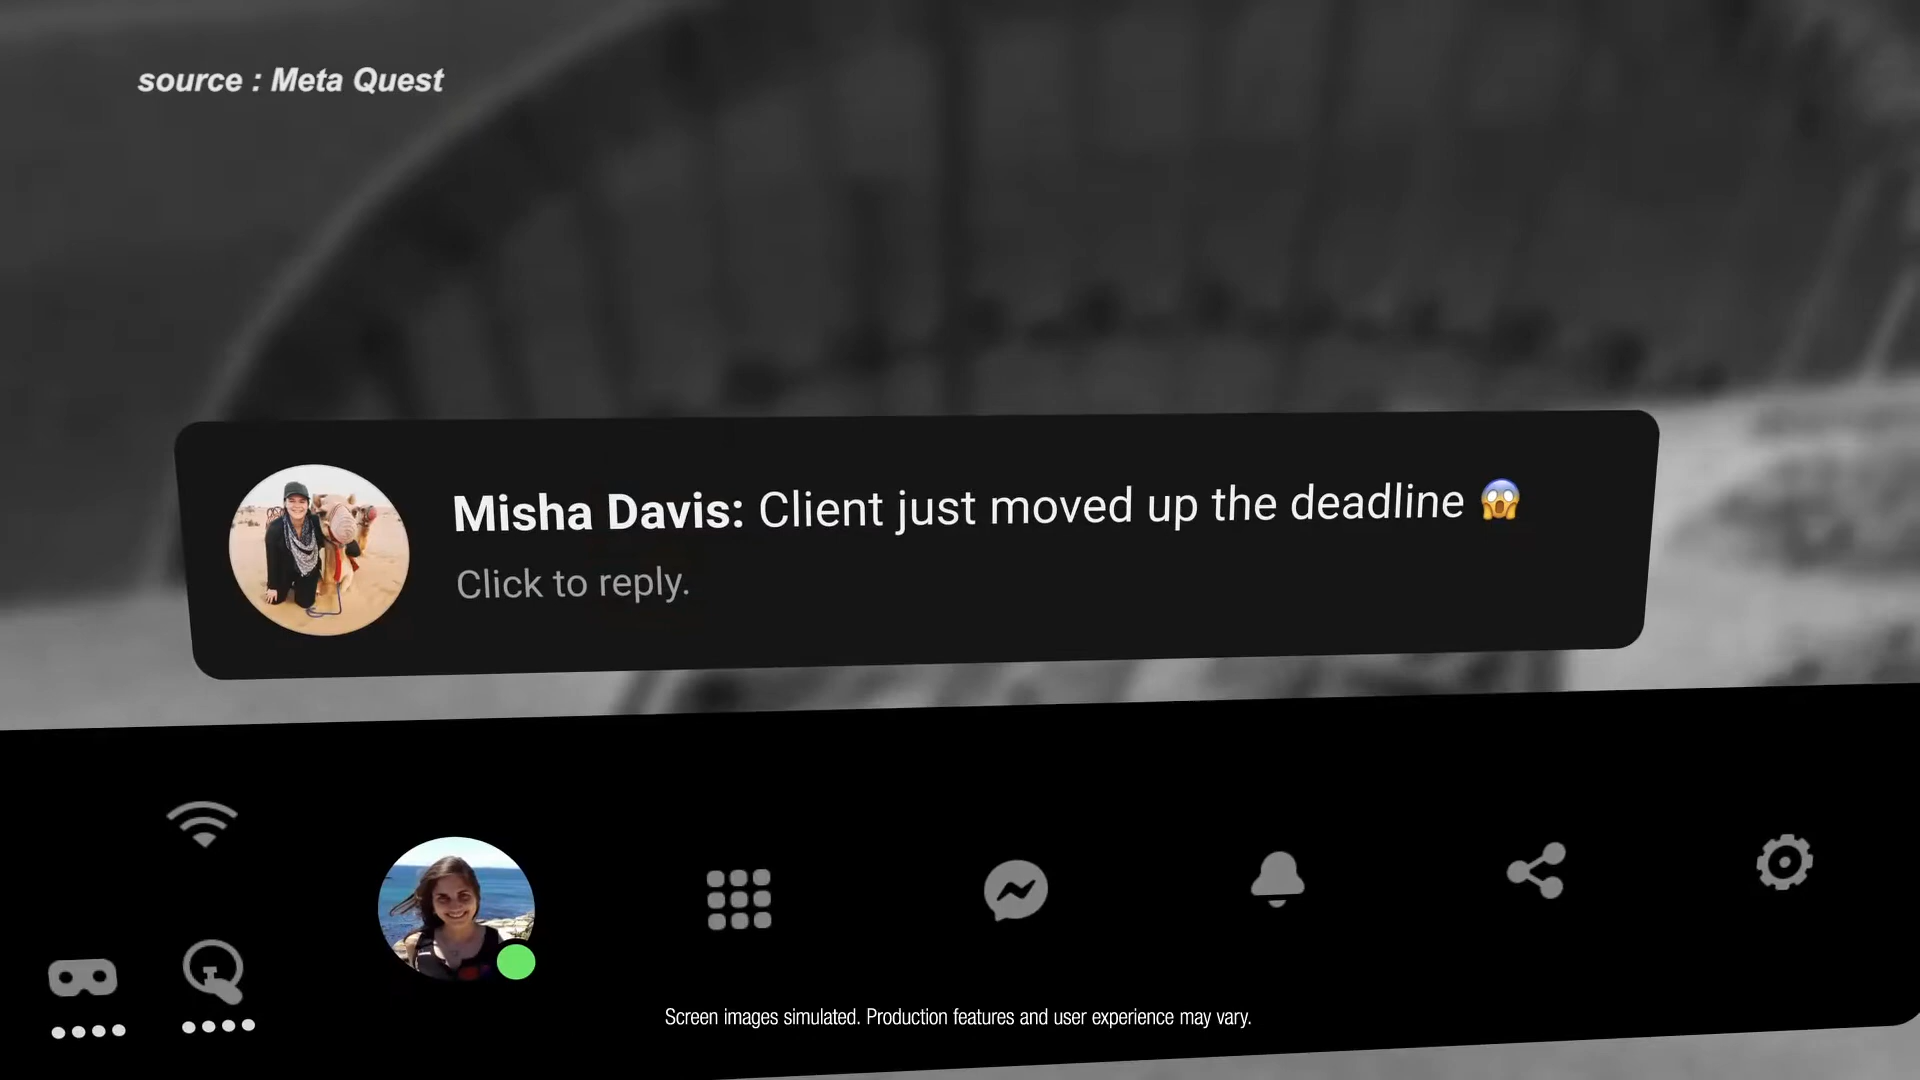 source : Meta Quest
Misha Davis: Client just moved up the deadline 😱
Click to reply.
Screen images simulated. Production features and user experience may vary.